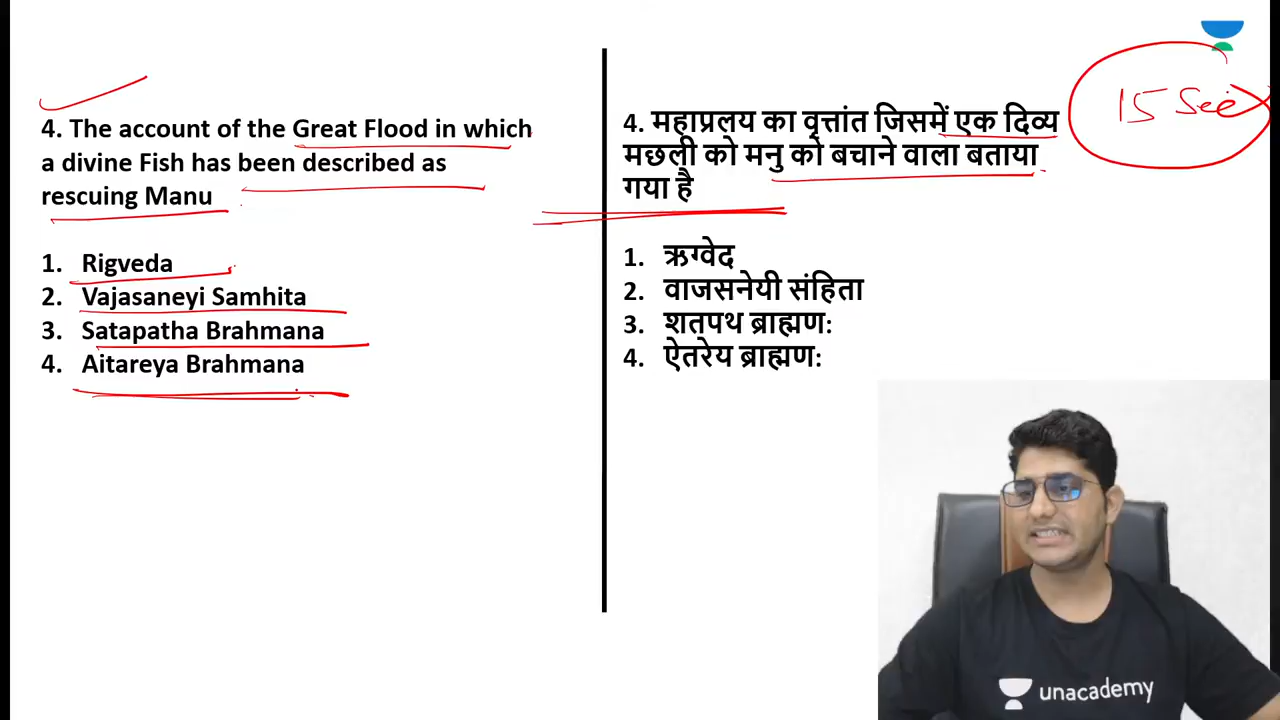 4. The account of the Great Flood in which
a divine Fish has been described as
rescuing Manu
1. Rigveda
2. Vajasaneyi Samhita
3. Satapatha Brahmana
4. Aitareya Brahmana
4. महाप्रलय का वृत्तांत जिसमें एक दिव्य
मछली को मनु को बचाने वाला बताया
गया है
1. ऋग्वेद
2. वाजसनेयी संहिता
3. शतपथ ब्राह्मण:
4. ऐतरेय ब्राह्मण:
15
unacademy